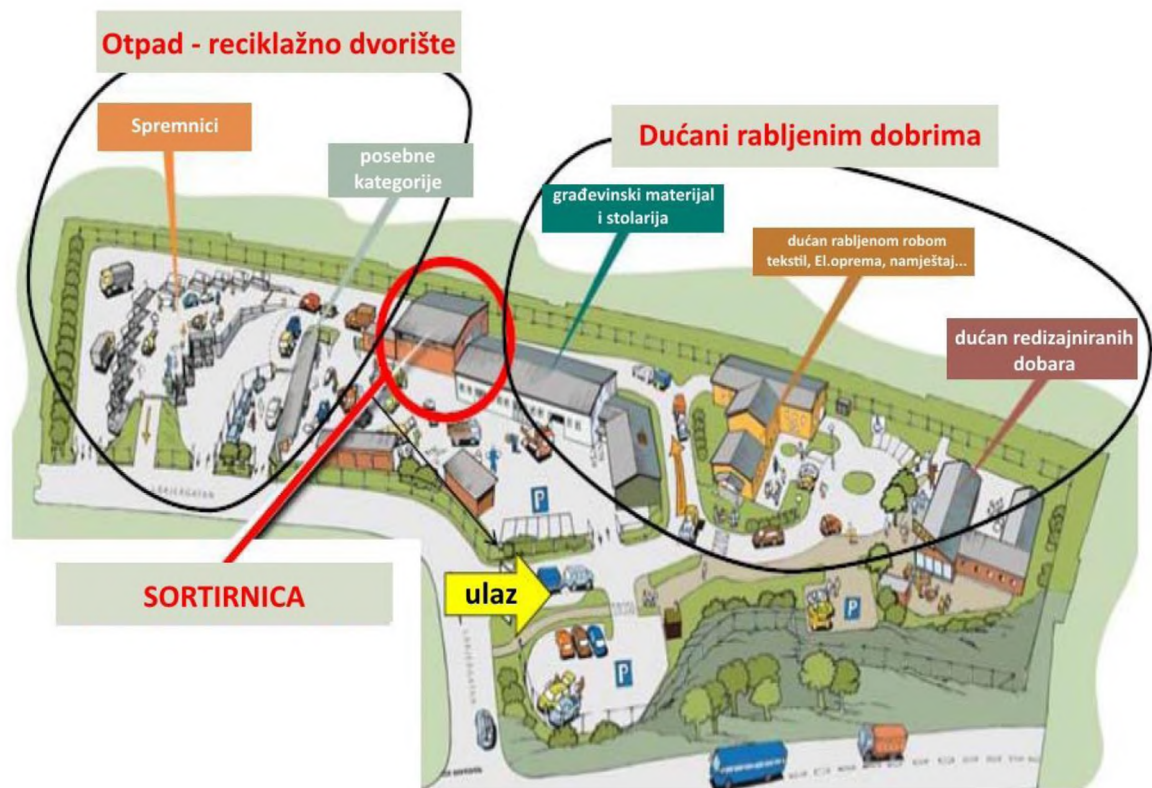 Otpad - reciklažno dvorište
Spremnici
posebne
kategorije
Dućani rabljenim dobrima
građevinski materijal
i stolarija
dućan rabljenom robom
tekstil, El.oprema, namještaj...
dućan redizajniranih
dobara
P
SORTIRNICA
ulaz
P
P